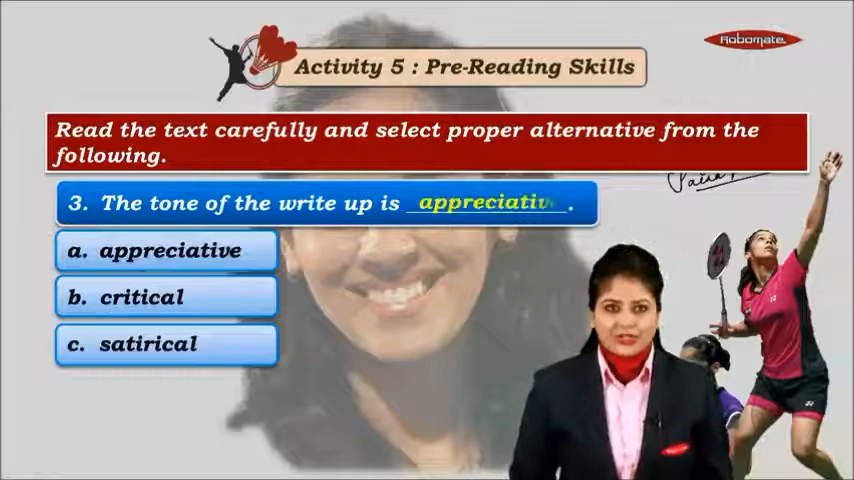 Robomate
Activity 5 : Pre-Reading Skills
Read the text carefully and select proper alternative from the
following.
3. The tone of the write up is appreciativ .
a. appreciative
b. critical
c. satirical